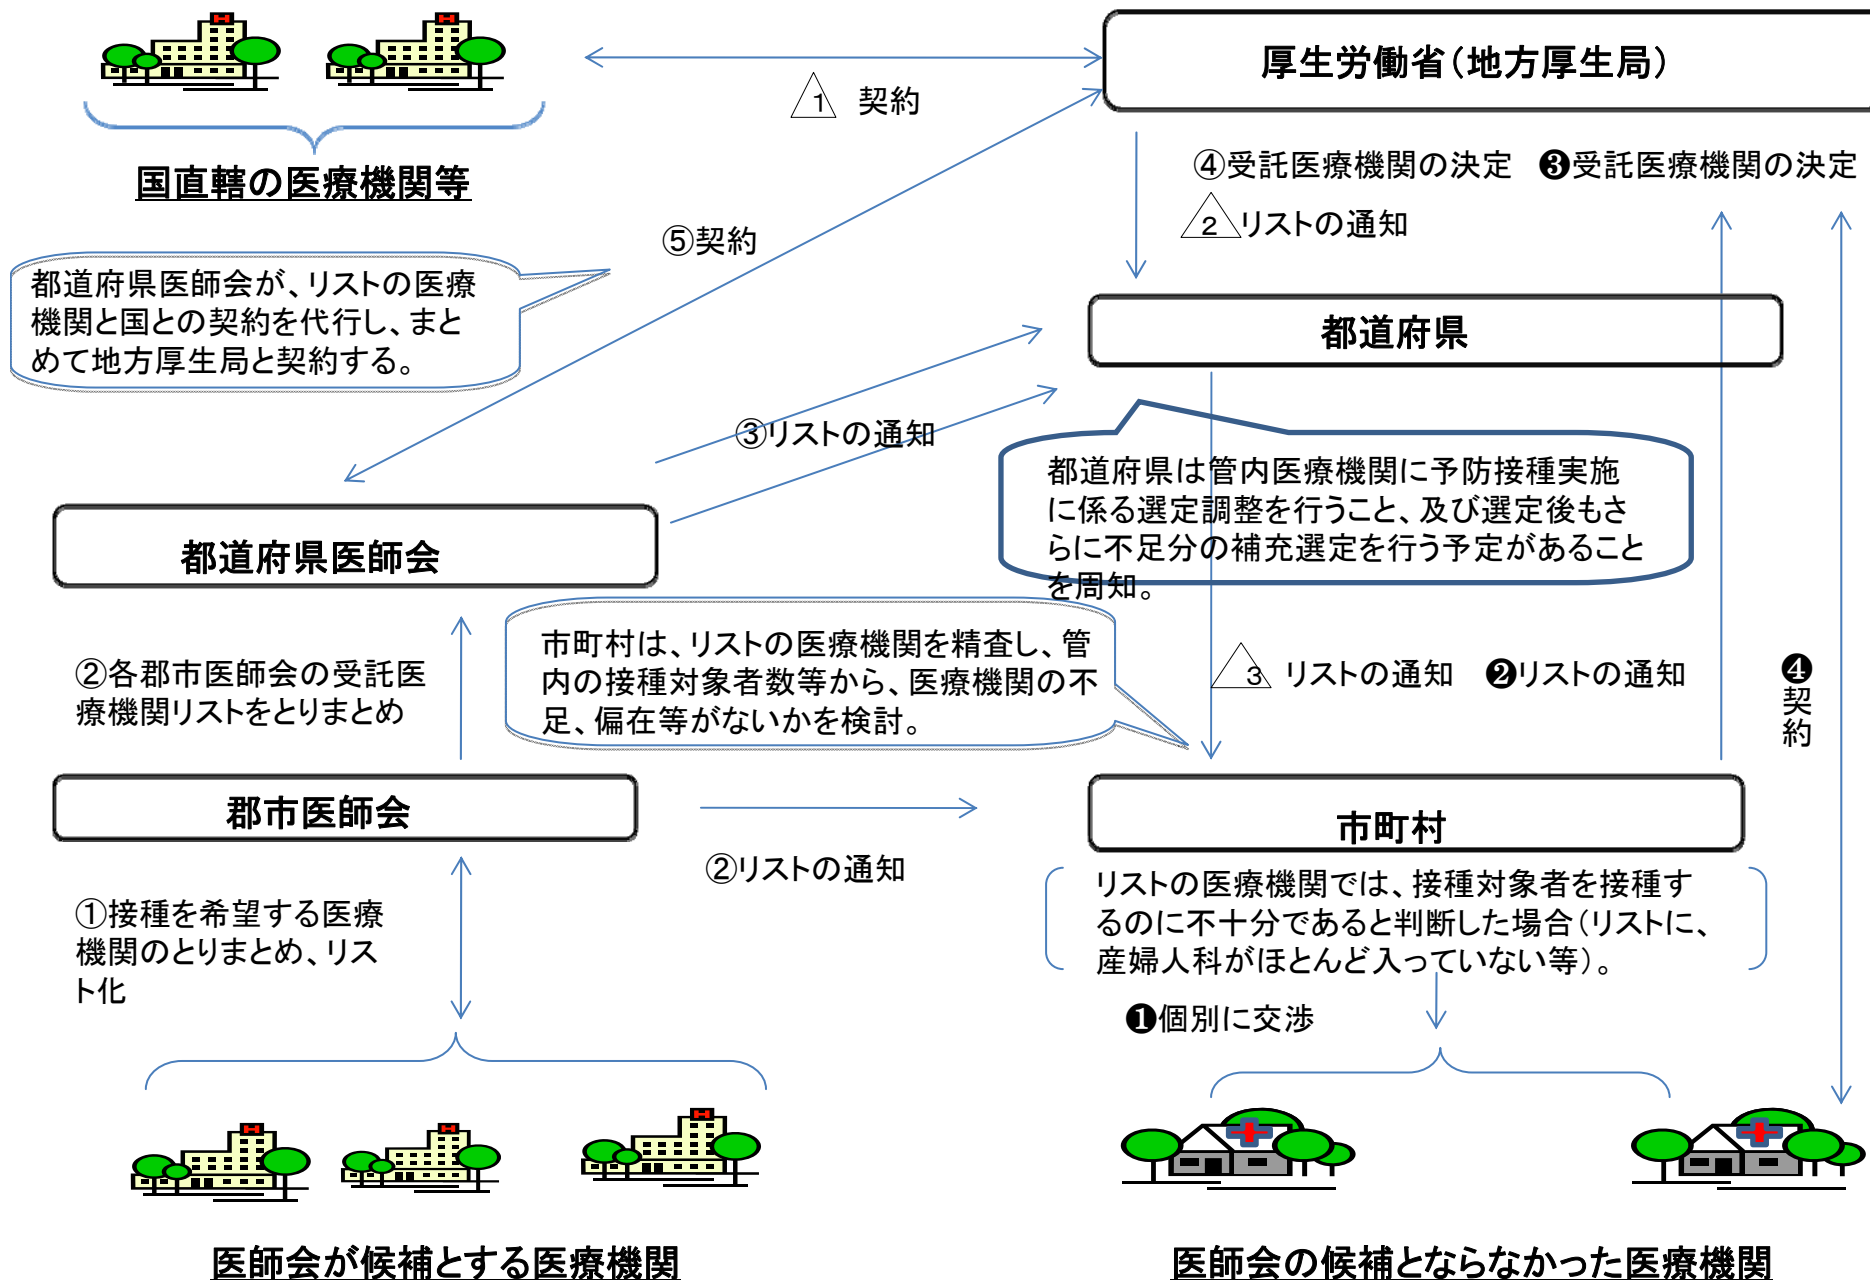 厚生労働省(地方厚生局)
1 契約
国直轄の医療機関等
④受託医療機関の決定 ❸受託医療機関の決定
2 リストの通知
⑤契約
都道府県医師会が、リストの医療
機関と国との契約を代行し、まと
めて地方厚生局と契約する。
都道府県
③リストの通知
都道府県は管内医療機関に予防接種実施
に係る選定調整を行うこと、及び選定後もさ
らに不足分の補充選定を行う予定があること
を周知。
都道府県医師会
市町村は、リストの医療機関を精査し、管
内の接種対象者数等から、医療機関の不
足、偏在等がないかを検討。
②各郡市医師会の受託医
療機関リストをとりまとめ
3 リストの通知 ❷リストの通知
❹契約
郡市医師会
市町村
②リストの通知
①接種を希望する医療
機関のとりまとめ、リス
ト化
リストの医療機関では、接種対象者を接種す
るのに不十分であると判断した場合(リストに、
産婦人科がほとんど入っていない等)。
❶個別に交渉
医師会が候補とする医療機関
医師会の候補とならなかった医療機関